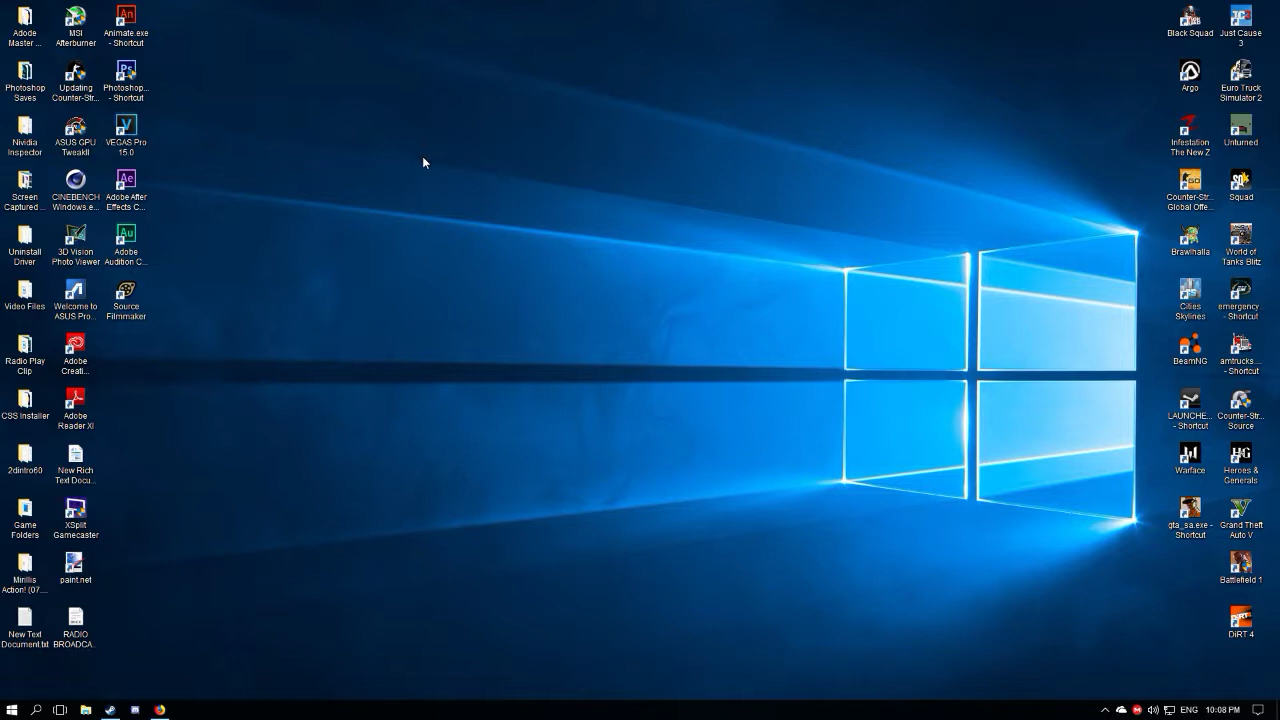 Adobe
Master ...
MSI
Afterburner
Animate.exe
- Shortcut
Photoshop
Saves
Updating
Counter-Str...
Photoshop...
- Shortcut
Nividia
Inspector
ASUS GPU
TweakII
VEGAS Pro
15.0
Screen
Captured ...
CINEBENCH
Windows.e...
Adobe After
Effects C...
Uninstall
Driver
3D Vision
Photo Viewer
Adobe
Audition C...
Video Files
Welcome to
ASUS Pro...
Source
Filmmaker
Radio Play
Clip
Adobe
Creati...
CSS Installer
Adobe
Reader XI
2dintro60
New Rich
Text Docu...
Game
Folders
XSplit
Gamecaster
Mirillis
Action! (07....
paint.net
New Text
Document.txt
RADIO
BROADCA...
Black Squad
Just Cause
3
Argo
Euro Truck
Simulator 2
Infestation
The New Z
Unturned
Counter-Str...
Global Offe...
Squad
Brawlhalla
World of
Tanks Blitz
Cities
Skylines
emergency
- Shortcut
BeamNG
amtrucks....
- Shortcut
LAUNCHE...
- Shortcut
Counter-Str...
Source
Warface
Heroes &
Generals
gta_sa.exe -
Shortcut
Grand Theft
Auto V
Battlefield 1
DiRT 4
ENG
10:08 PM